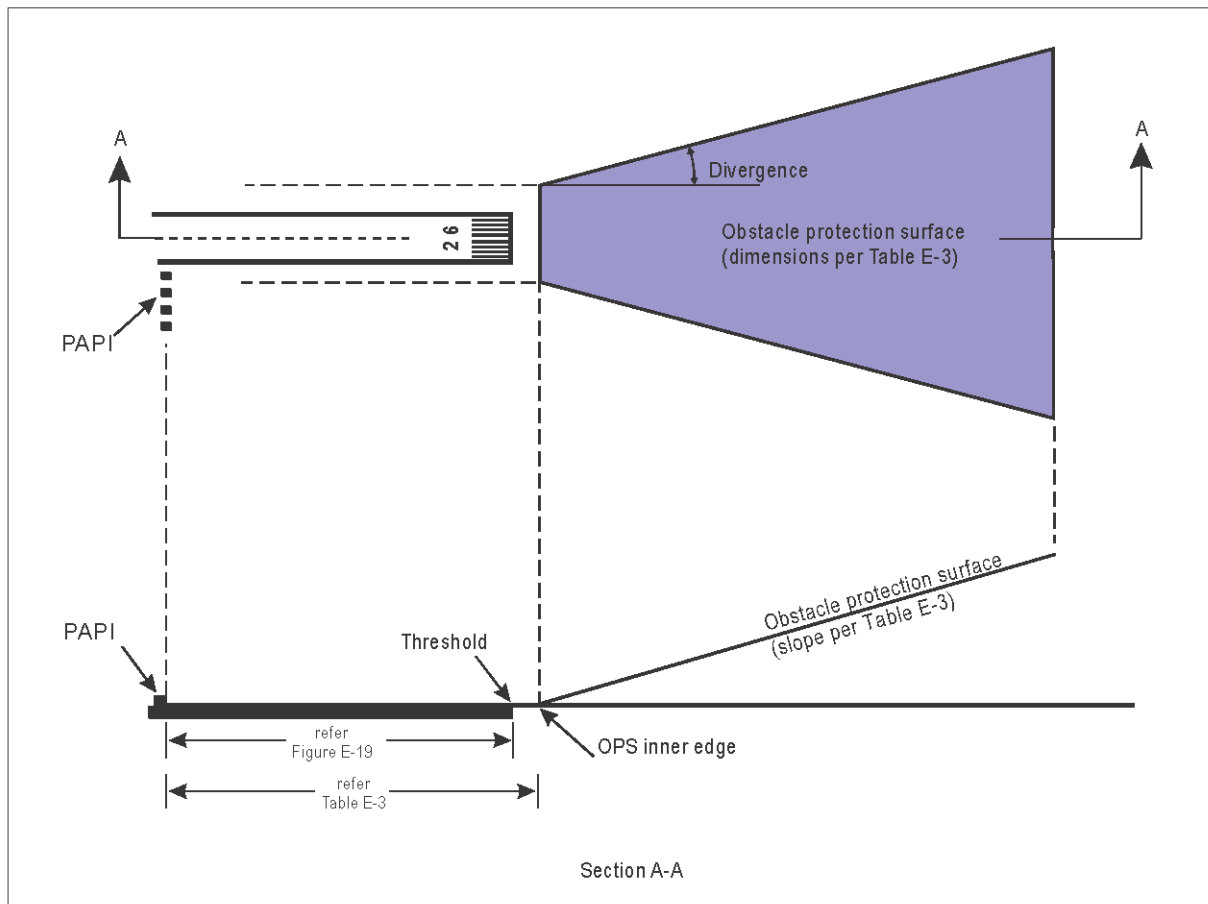 A
A
Divergence
Obstacle protection surface
(dimensions per Table E-3)
26
PAPI
Obstacle protection surface
(slope per Table E-3)
PAPI
Threshold
refer
Figure E-19
OPS inner edge
refer
Table E-3
Section A-A